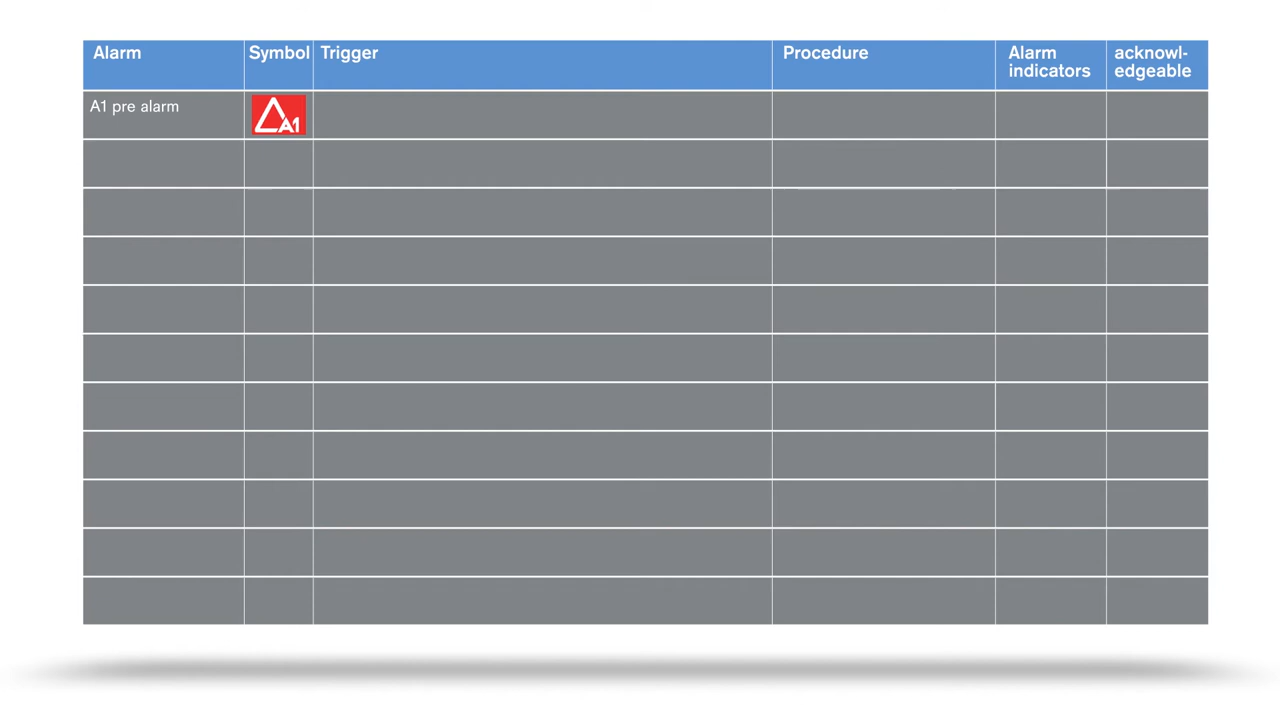 Alarm
Symbol
Trigger
Procedure
Alarm
indicators
acknowl-
edgeable
A1 pre alarm
A1